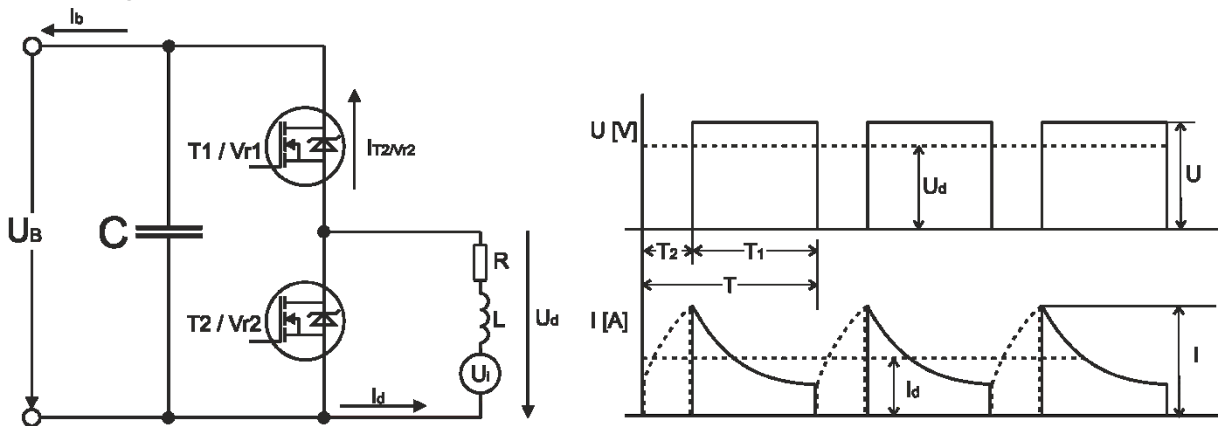 Ib
T1 / Vr1
IT2/Vr2
UB
C
T2 / Vr2
R
L
Ui
Ud
Id
U [V]
Ud
U
T2
T1
T
I [A]
Id
I